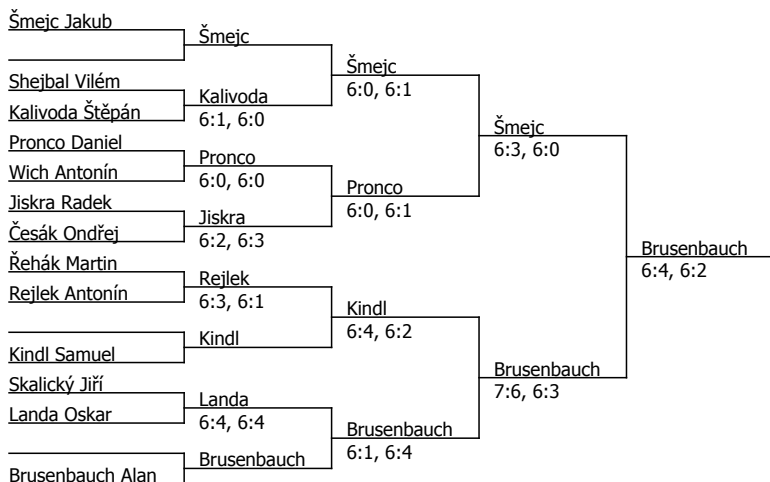 Šmejc Jakub
Shejbal Vilém
Kalivoda Štěpán
Pronco Daniel
Wich Antonín
Jiskra Radek
Česák Ondřej
Řehák Martin
Rejlek Antonín
Kindl Samuel
Skalický Jiří
Landa Oskar
Brusenbauch Alan
Šmejc
Kalivoda
6:1, 6:0
Pronco
6:0, 6:0
Jiskra
6:2, 6:3
Rejlek
6:3, 6:1
Kindl
Landa
6:4, 6:4
Brusenbauch
Šmejc
6:0, 6:1
Pronco
6:0, 6:1
Kindl
6:4, 6:2
Brusenbauch
6:1, 6:4
Šmejc
6:3, 6:0
Brusenbauch
7:6, 6:3
Brusenbauch
6:4, 6:2